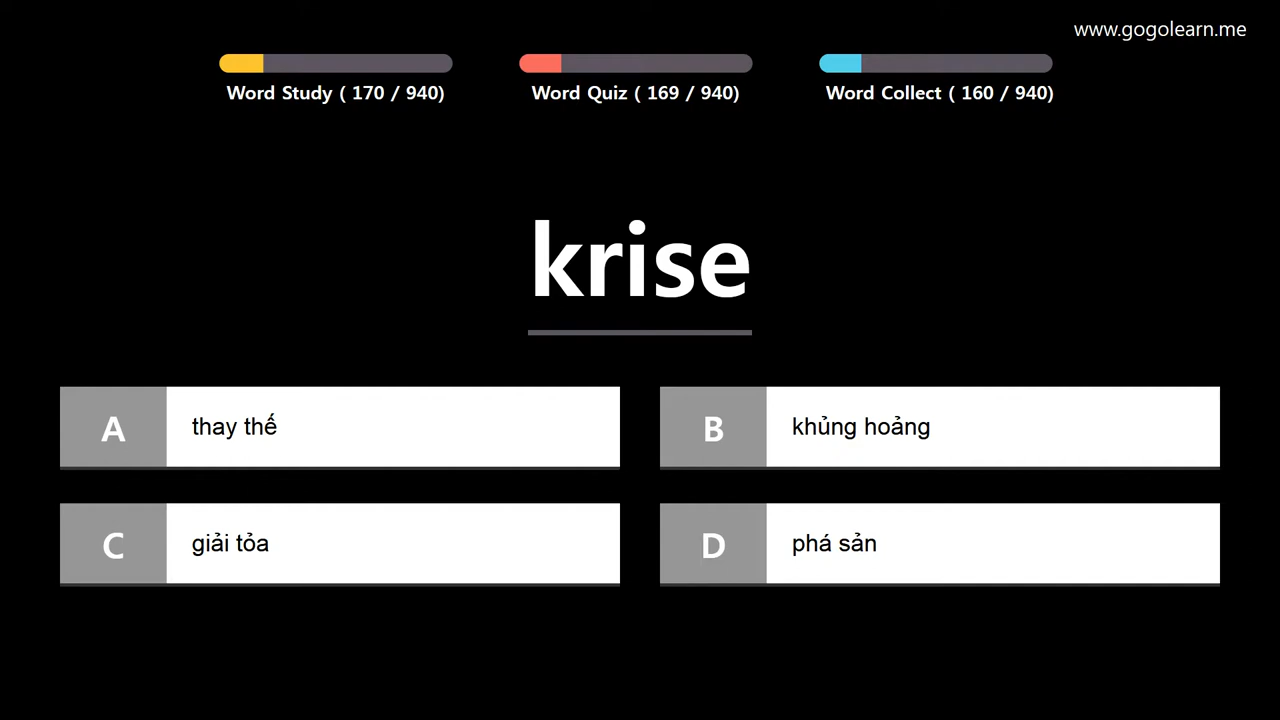 www.gogolearn.me
Word Study ( 170 / 940)
Word Quiz ( 169 / 940)
Word Collect ( 160 / 940)
krise
A thay thế
B khủng hoảng
C giải tỏa
D phá sản